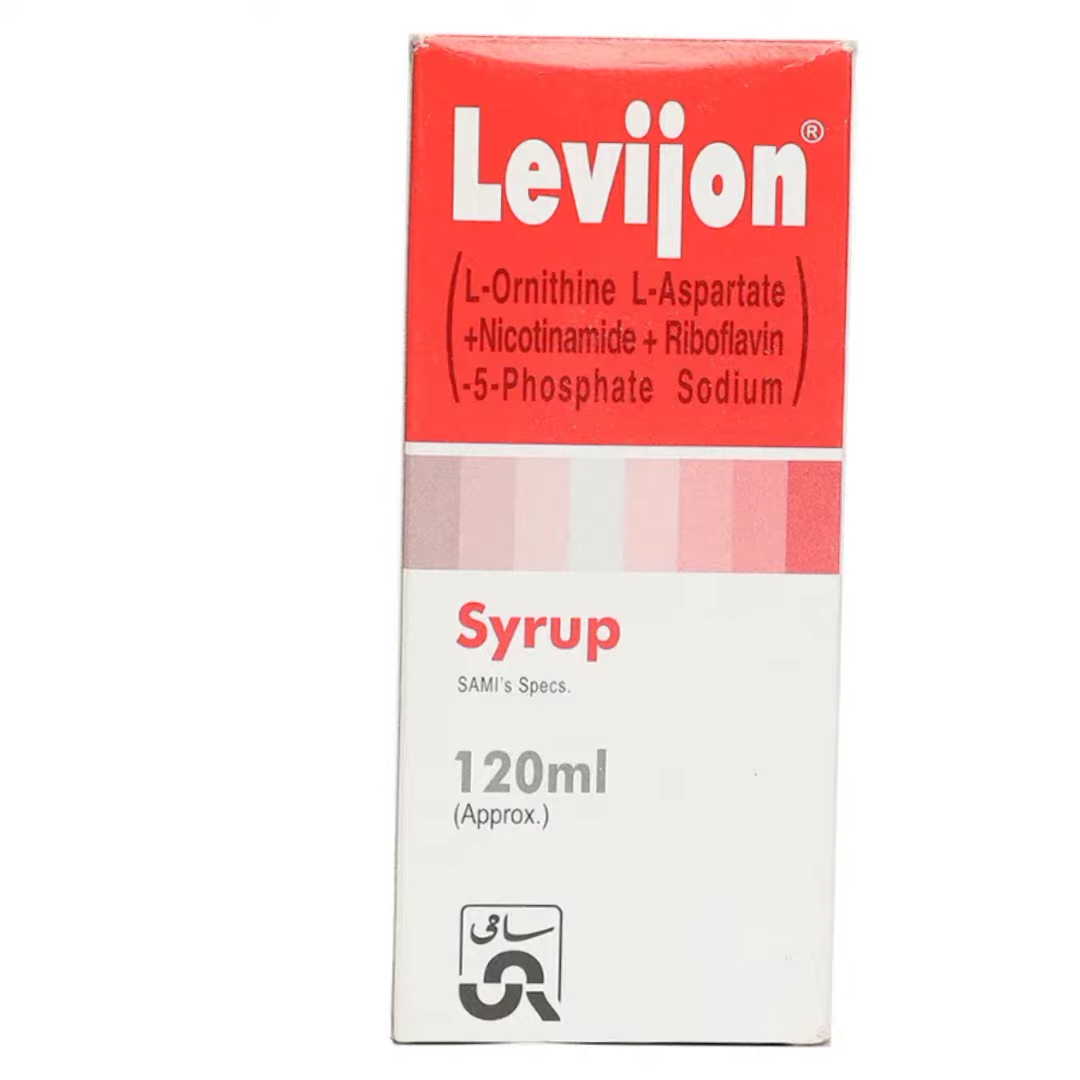 Levijon®
(L-Ornithine L-Aspartate
+Nicotinamide + Riboflavin
-5-Phosphate Sodium)
Syrup
SAMI's Specs.
120ml
(Approx.)
سامی